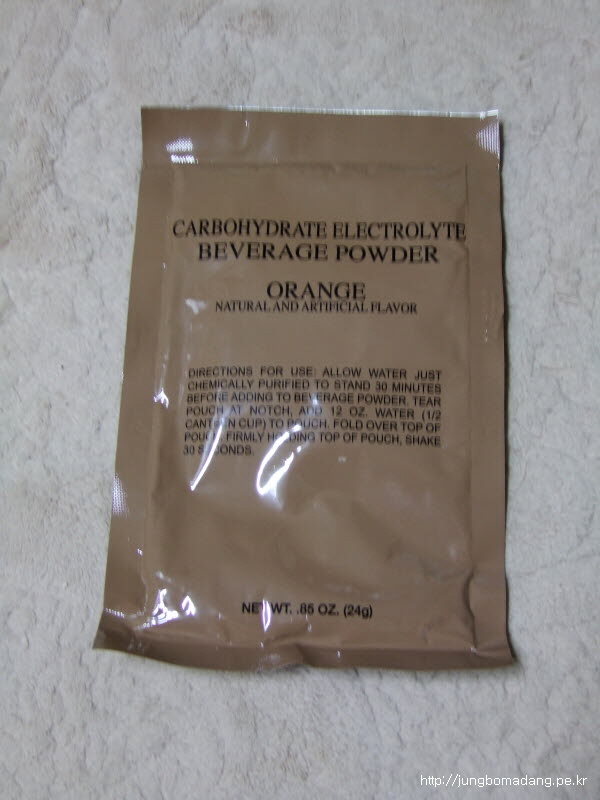 CARBOHYDRATE ELECTROLYTE
BEVERAGE POWDER
ORANGE
NATURAL AND ARTIFICIAL FLAVOR
DIRECTIONS FOR USE: ALLOW WATER JUST
CHEMICALLY PURIFIED TO STAND 30 MINUTES
BEFORE ADDING TO BEVERAGE POWDER. TEAR
POUCH AT NOTCH, ADD 12 OZ. WATER (1/2
CANTEEN CUP) TO POUCH. FOLD OVER TOP OF
POUCH. FIRMLY HOLDING TOP OF POUCH, SHAKE
30 SECONDS.
NET WT. .85 OZ. (24g)
http://jungbomadang.pe.kr